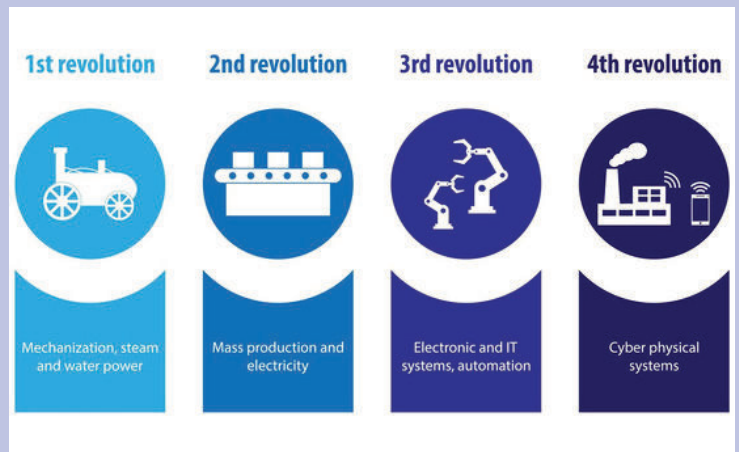 1st revolution
2nd revolution
3rd revolution
4th revolution
Mechanization, steam
and water power
Mass production and
electricity
Electronic and IT
systems, automation
Cyber physical
systems